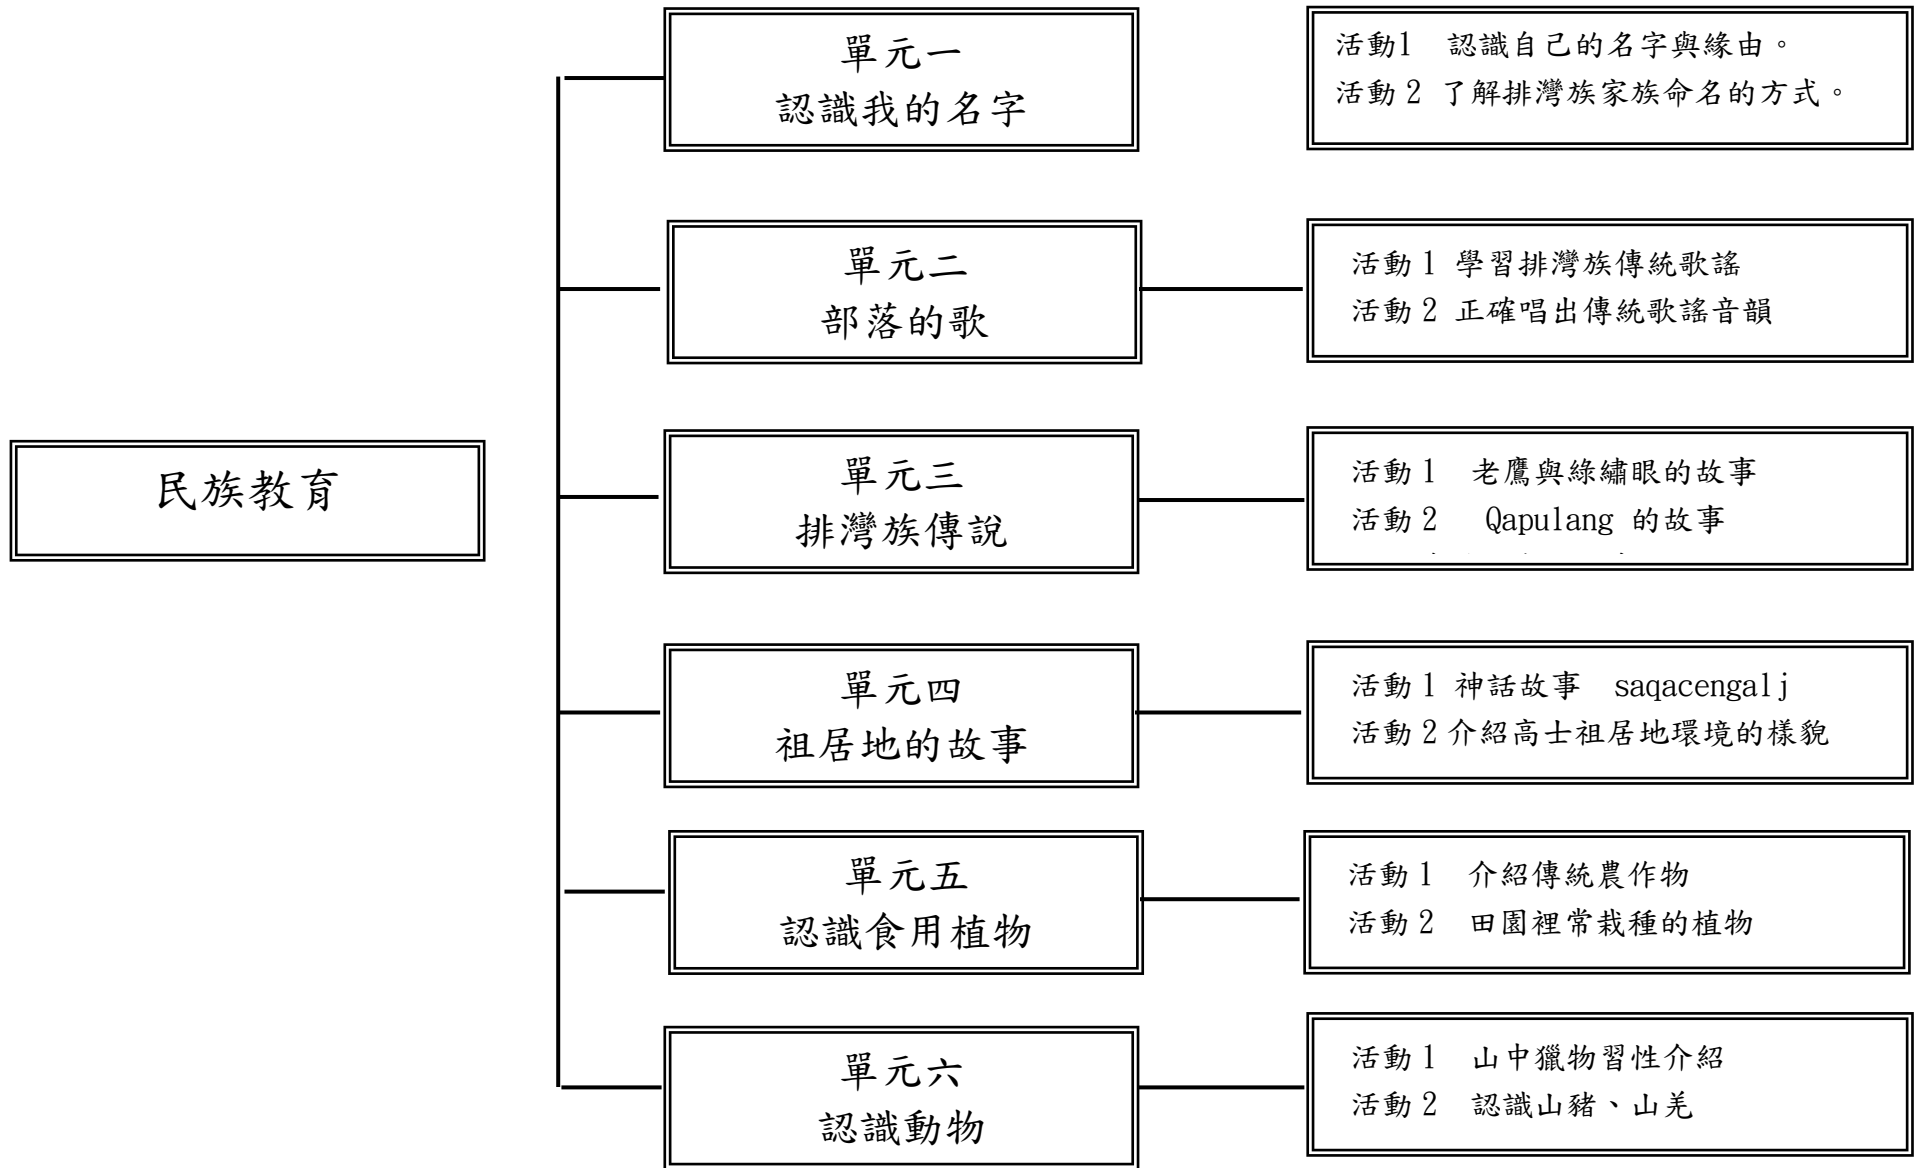 民族教育
單元一
認識我的名字
活動1　認識自己的名字與緣由。
活動 2 了解排灣族家族命名的方式。
單元二
部落的歌
活動 1 學習排灣族傳統歌謠
活動 2 正確唱出傳統歌謠音韻
單元三
排灣族傳說
活動 1　老鷹與綠繡眼的故事
活動 2　Qapulang 的故事
單元四
祖居地的故事
活動 1 神話故事　saqacengalj
活動 2 介紹高士祖居地環境的樣貌
單元五
認識食用植物
活動 1　介紹傳統農作物
活動 2　田園裡常栽種的植物
單元六
認識動物
活動 1　山中獵物習性介紹
活動 2　認識山豬、山羌